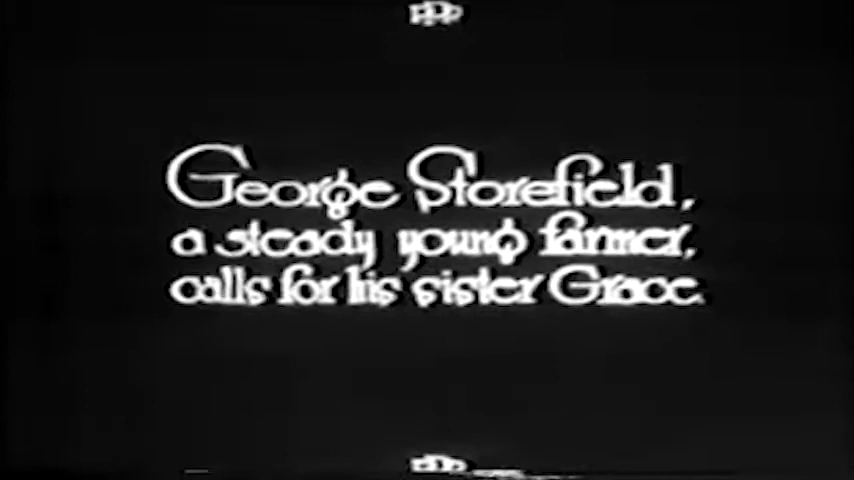 George Storefield,
a steady young farmer,
calls for his sister Grace.